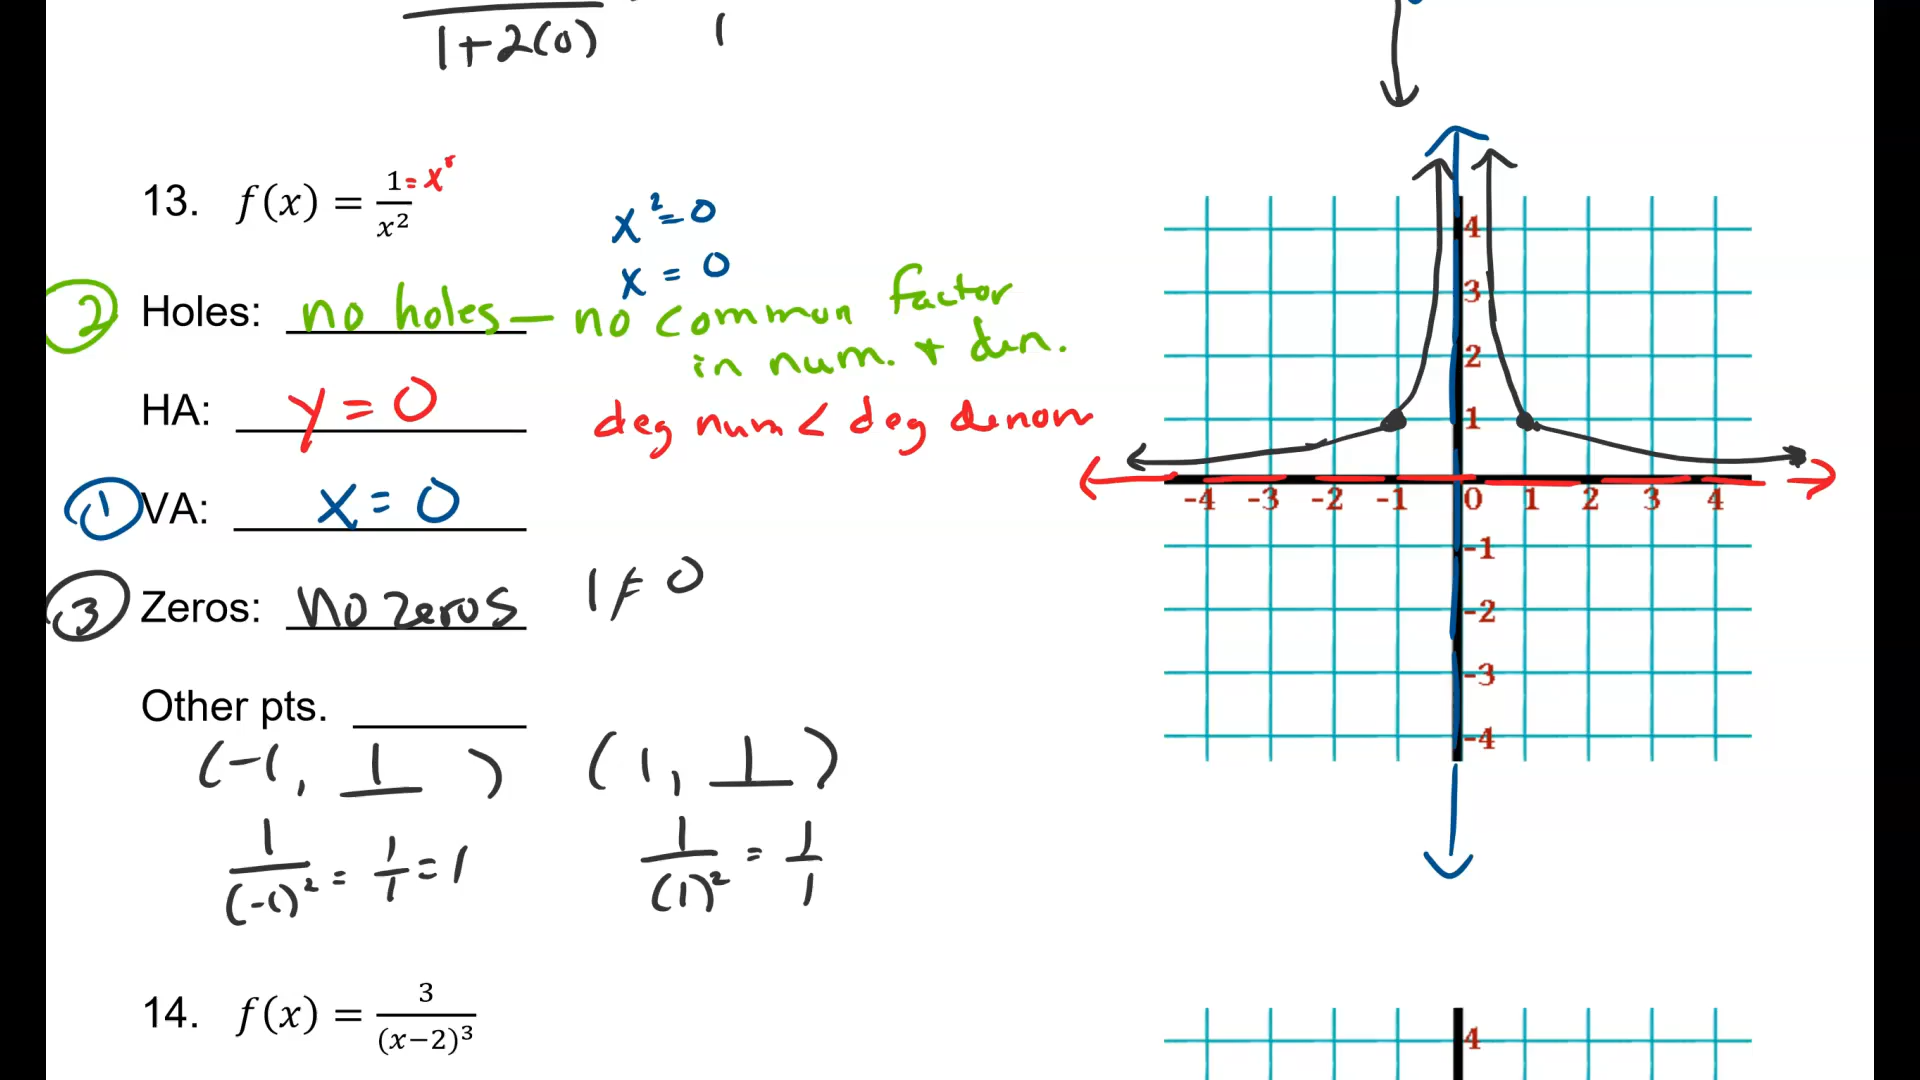 1+2(0) 1
13. f(x) = 1/x² = x⁰
x² = 0
x = 0
② Holes: no holes — no common factor
in num. + den.
HA: y = 0 deg num < deg denom
① VA: x = 0
③ Zeros: no zeros 1 ≠ 0
Other pts.
(-1, 1) (1, 1)
1/(-1)² = 1/1 = 1 1/(1)² = 1/1
14. f(x) = 3/(x−2)³
4
3
2
1
-4 -3 -2 -1 0 1 2 3 4
-1
-2
-3
-4
4